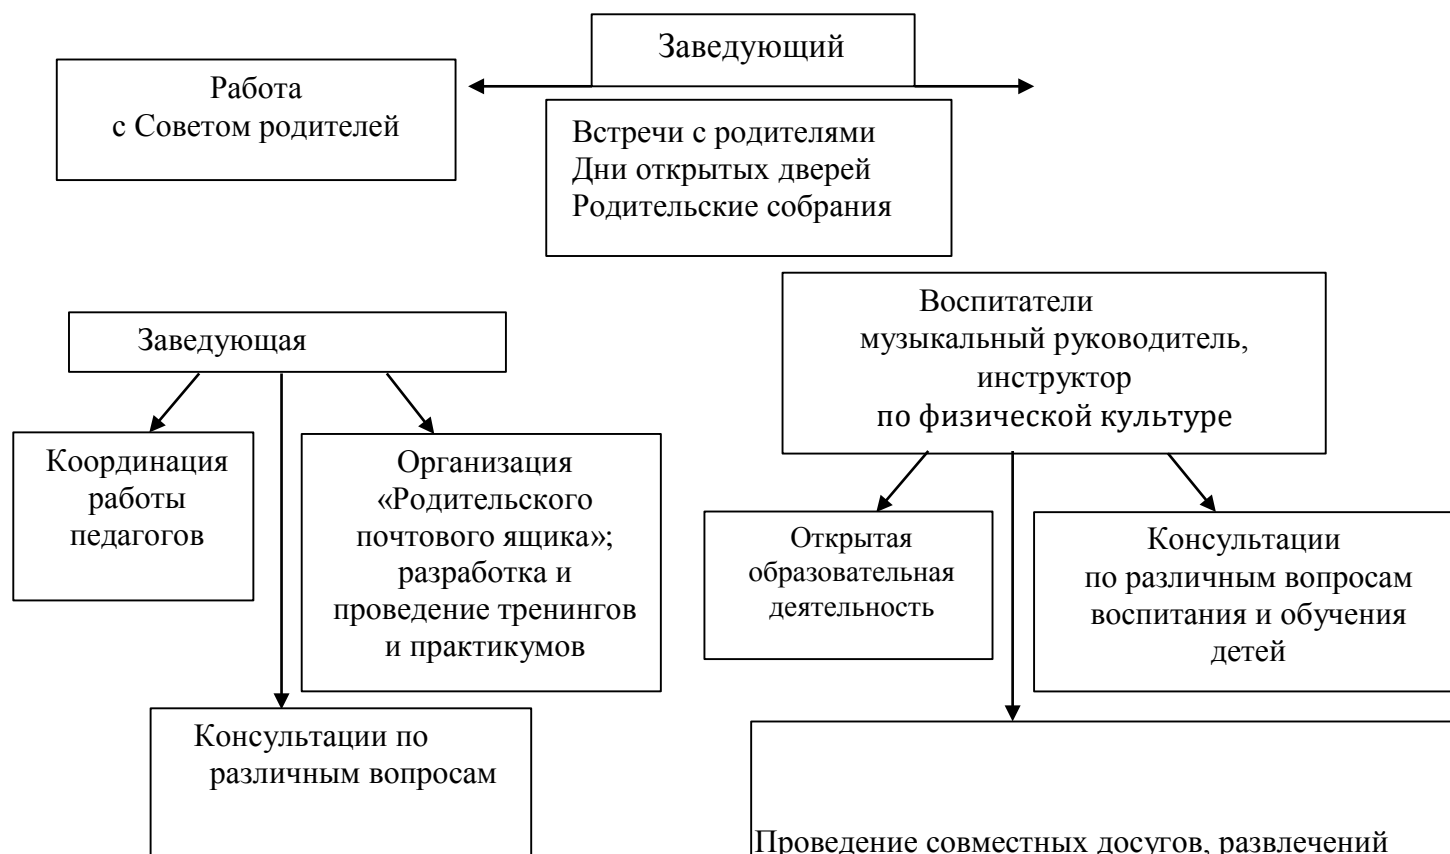 Заведующий
Работа
с Советом родителей
Встречи с родителями
Дни открытых дверей
Родительские собрания
Заведующая
Координация
работы
педагогов
Организация
«Родительского
почтового ящика»;
разработка и
проведение тренингов
и практикумов
Консультации по
различным вопросам
Воспитатели
музыкальный руководитель,
инструктор
по физической культуре
Открытая
образовательная
деятельность
Консультации
по различным вопросам
воспитания и обучения
детей
Проведение совместных досугов, развлечений